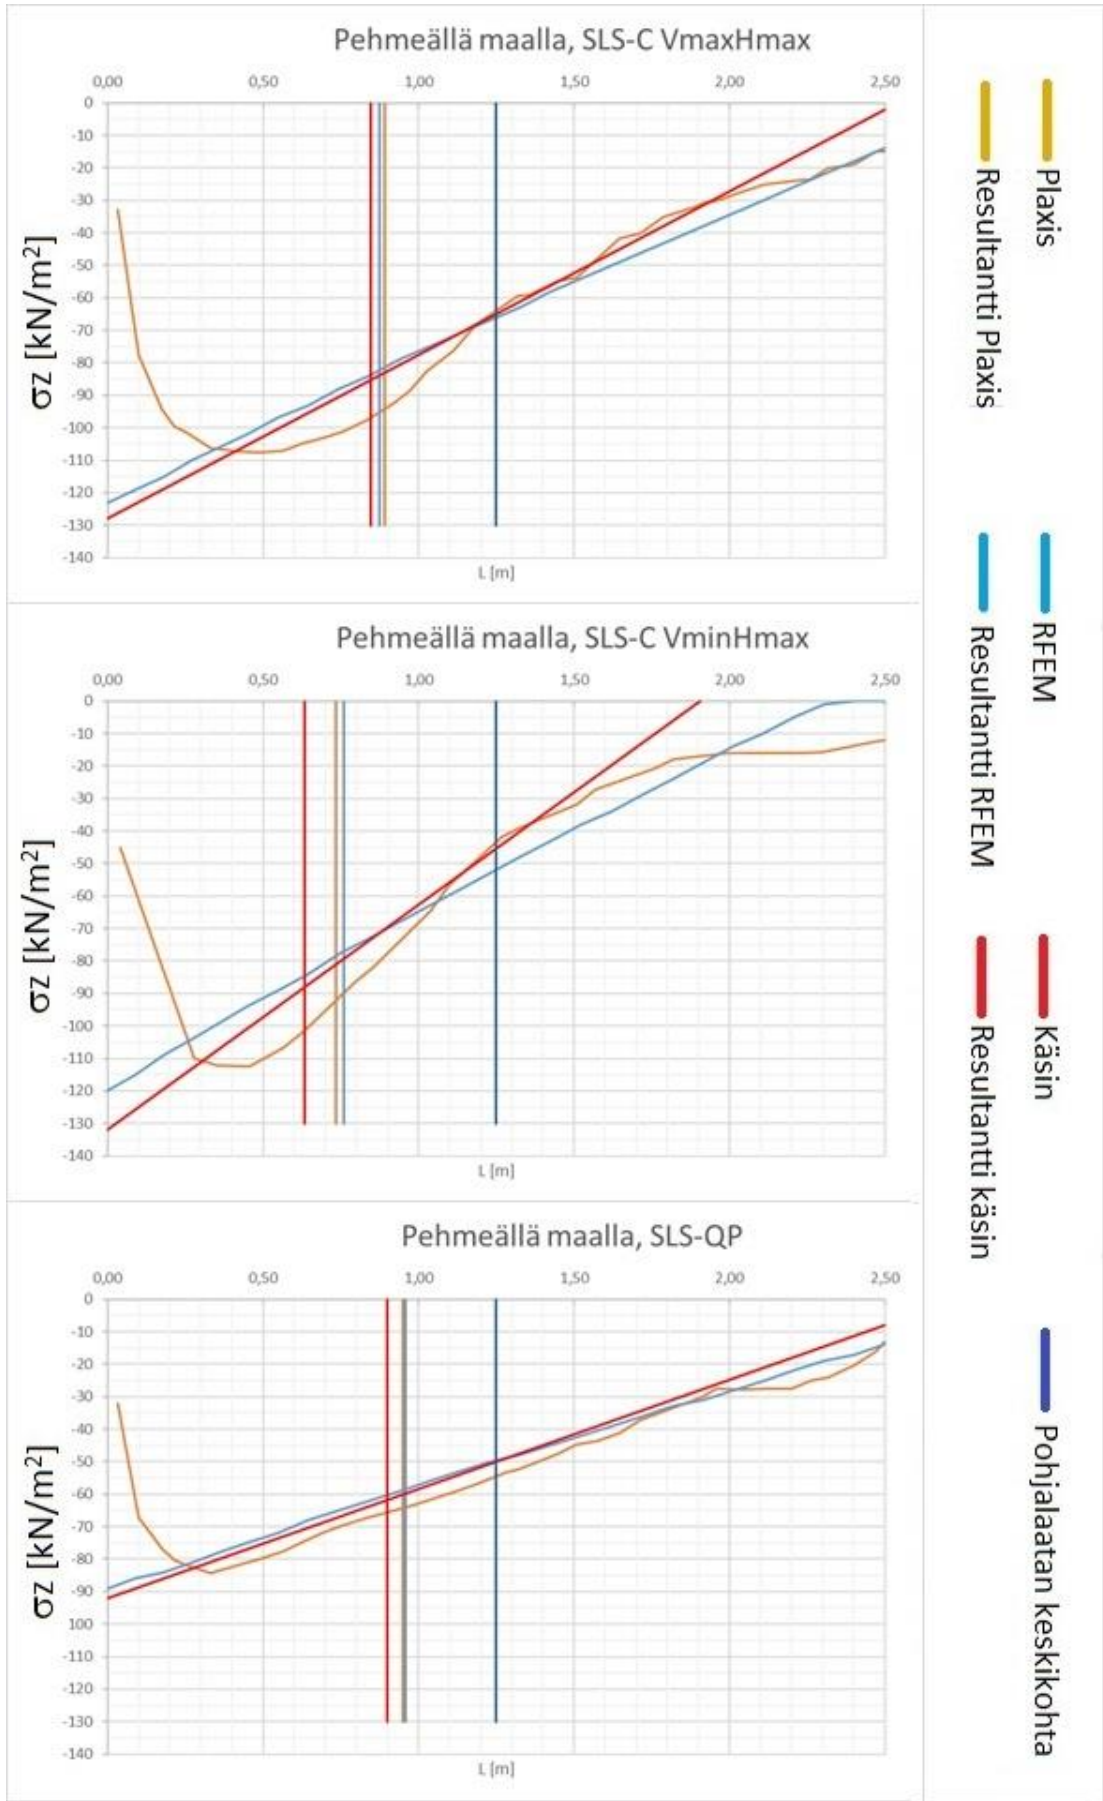 Pehmeällä maalla, SLS-C VmaxHmax
0,00 0,50 1,00 1,50 2,00 2,50
0
-10
-20
-30
-40
-50
-60
-70
-80
-90
-100
-110
-120
-130
-140
σz [kN/m²]
L [m]
Pehmeällä maalla, SLS-C VminHmax
0,00 0,50 1,00 1,50 2,00 2,50
0
-10
-20
-30
-40
-50
-60
-70
-80
-90
-100
-110
-120
-130
-140
σz [kN/m²]
L [m]
Pehmeällä maalla, SLS-QP
0,00 0,50 1,00 1,50 2,00 2,50
0
-10
-20
-30
-40
-50
-60
-70
-80
-90
100
-110
-120
-130
-140
σz [kN/m²]
L [m]
Plaxis
RFEM
Käsin
Pohjalaatan keskikohta
Resultantti Plaxis
Resultantti RFEM
Resultantti käsin